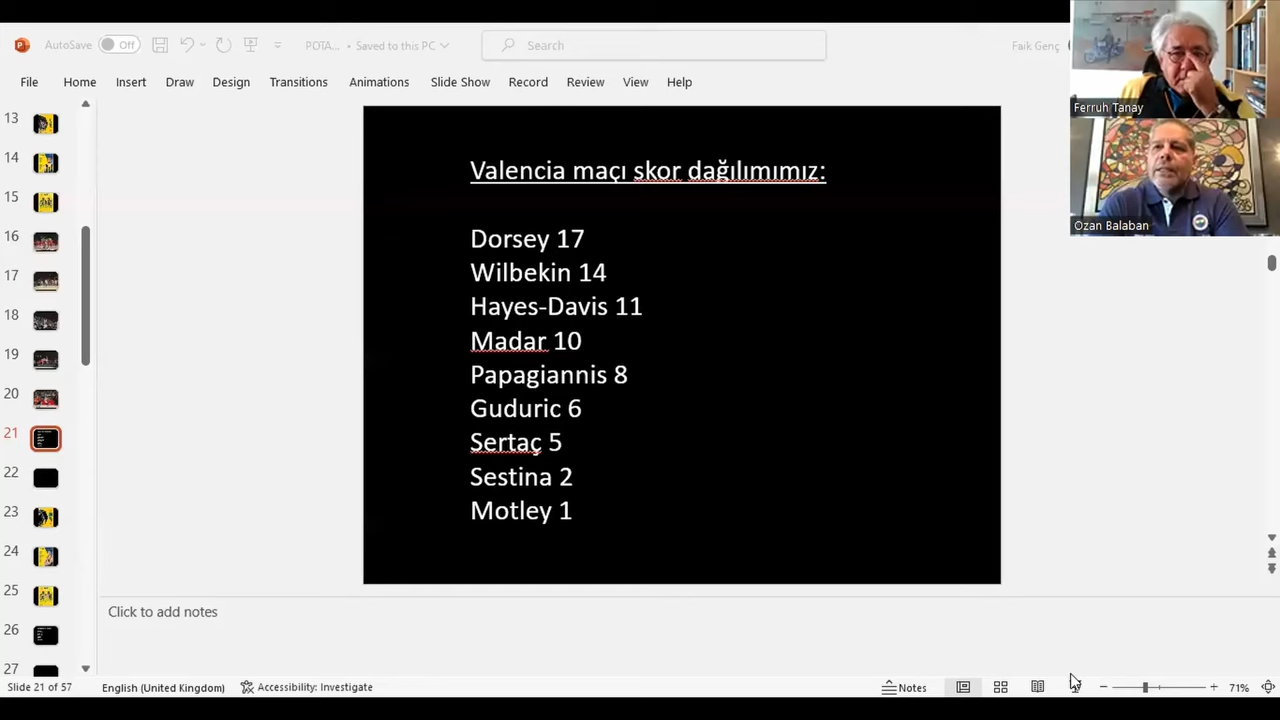 AutoSave Off POTA... • Saved to this PC Search Faik Genç
File Home Insert Draw Design Transitions Animations Slide Show Record Review View Help
Ferruh Tanay
Ozan Balaban
13
14
15
16
17
18
19
20
21
22
23
24
25
26
27
Valencia maçı skor dağılımımız:
Dorsey 17
Wilbekin 14
Hayes-Davis 11
Madar 10
Papagiannis 8
Guduric 6
Sertaç 5
Sestina 2
Motley 1
Click to add notes
Slide 21 of 57 English (United Kingdom) Accessibility: Investigate Notes 71%